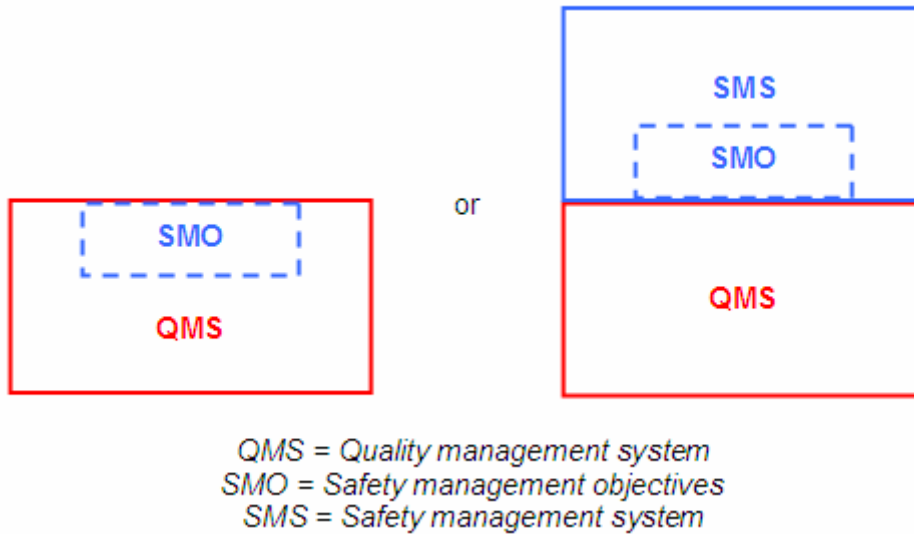 SMO
QMS
or
SMS
SMO
QMS
QMS = Quality management system
SMO = Safety management objectives
SMS = Safety management system